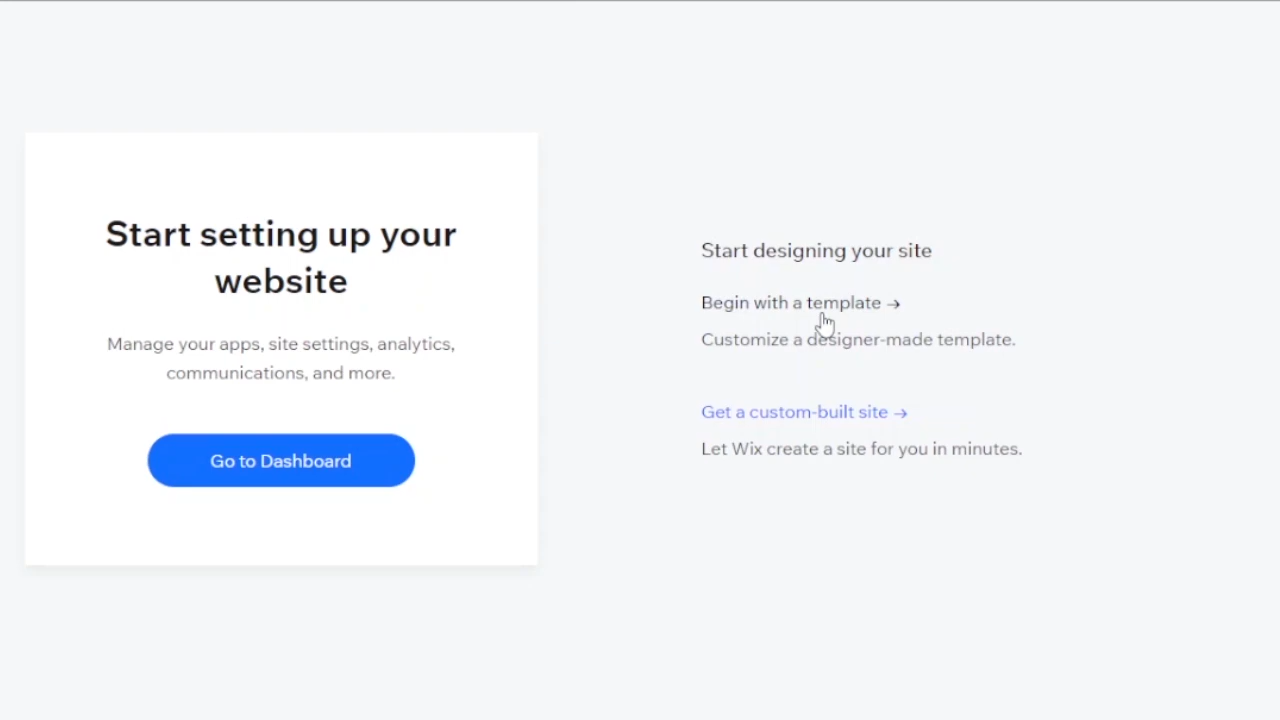 Start setting up your
website
Manage your apps, site settings, analytics,
communications, and more.
Go to Dashboard
Start designing your site
Begin with a template →
Customize a designer-made template.
Get a custom-built site →
Let Wix create a site for you in minutes.